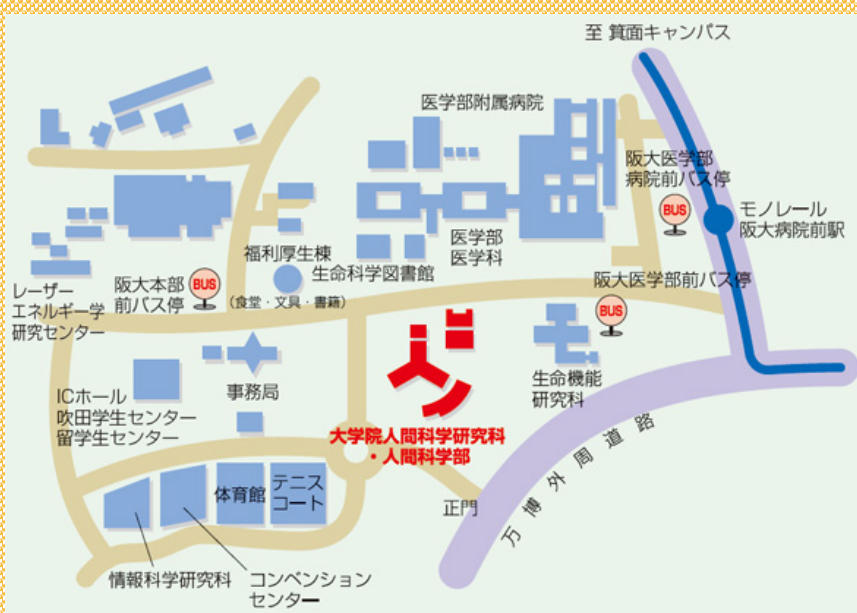 至 箕面キャンパス
医学部附属病院
阪大医学部
病院前バス停
BUS
モノレール
阪大病院前駅
医学部
医学科
福利厚生棟
生命科学図書館
(食堂・文具・書籍)
阪大医学部前バス停
BUS
レーザー
エネルギー学
研究センター
阪大本部
前バス停
BUS
ICホール
吹田学生センター
留学生センター
事務局
生命機能
研究科
大学院人間科学研究科
・人間科学部
万博外周道路
体育館
テニス
コート
正門
情報科学研究科
コンベンション
センター